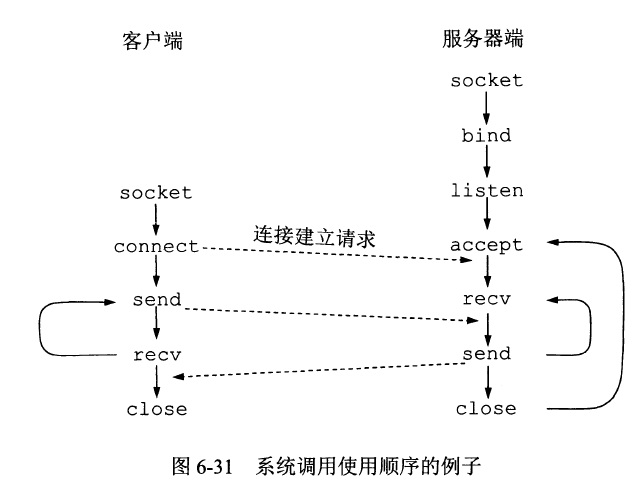 客户端
服务器端
socket
bind
listen
socket
connect
连接建立请求
accept
send
recv
recv
send
close
close
图 6-31 系统调用使用顺序的例子